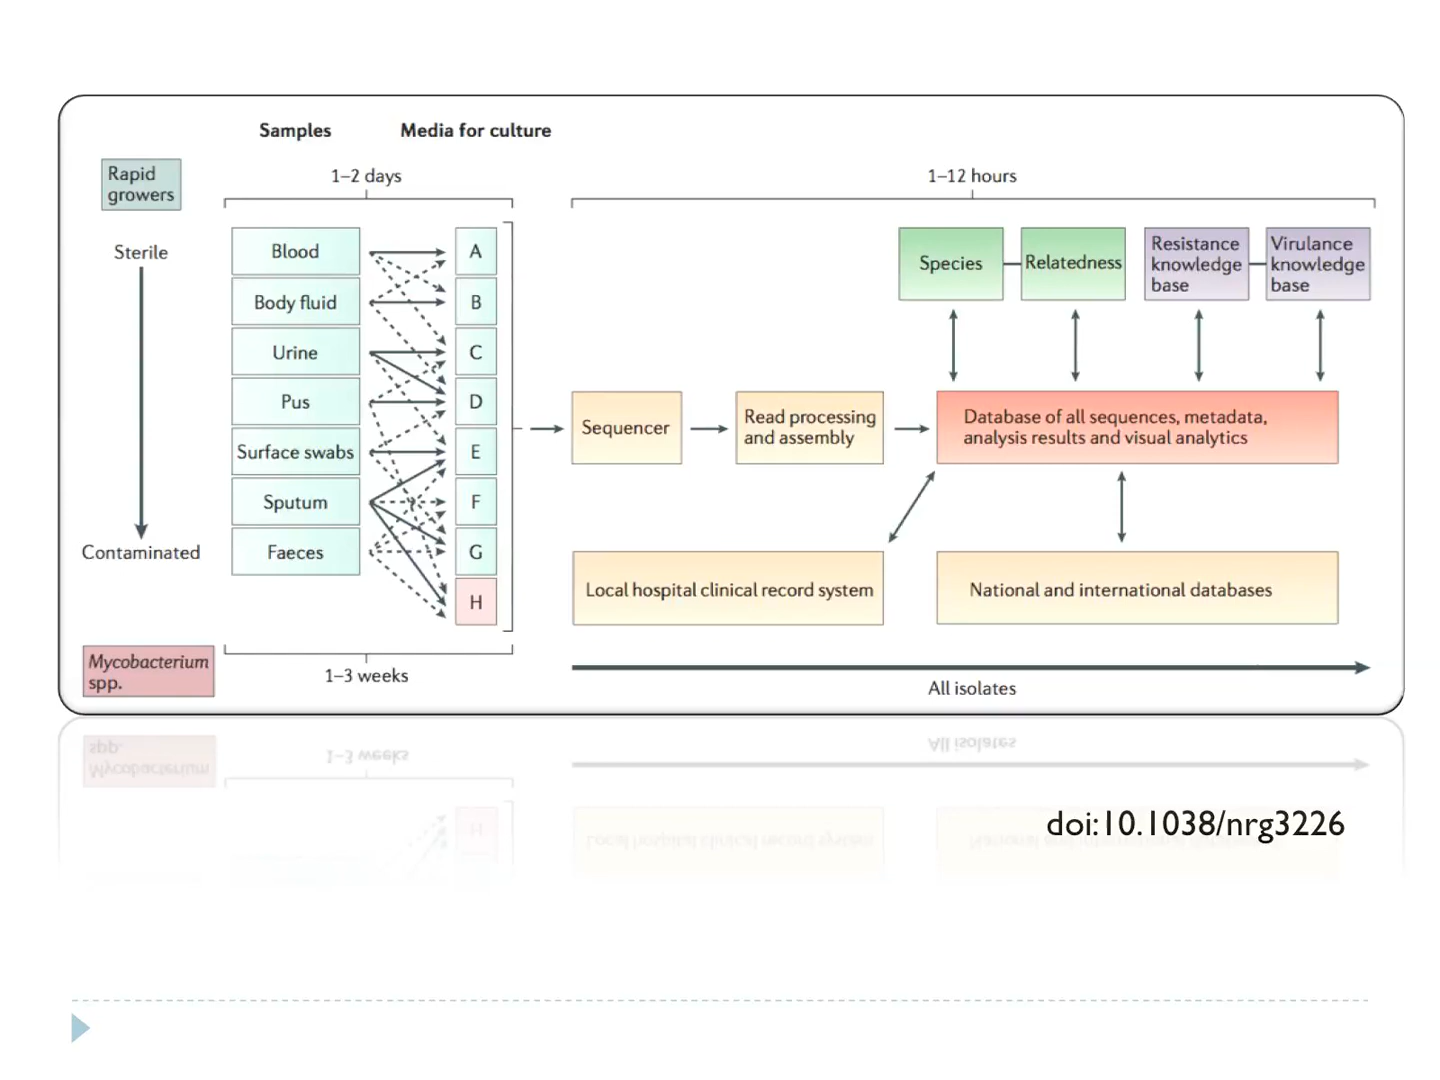 Samples
Media for culture
Rapid
growers
1–2 days
1–12 hours
Sterile
Contaminated
Blood
Body fluid
Urine
Pus
Surface swabs
Sputum
Faeces
A
B
C
D
E
F
G
H
Species
Relatedness
Resistance
knowledge
base
Virulance
knowledge
base
Sequencer
Read processing
and assembly
Database of all sequences, metadata,
analysis results and visual analytics
Local hospital clinical record system
National and international databases
Mycobacterium
spp.
1–3 weeks
All isolates
doi:10.1038/nrg3226